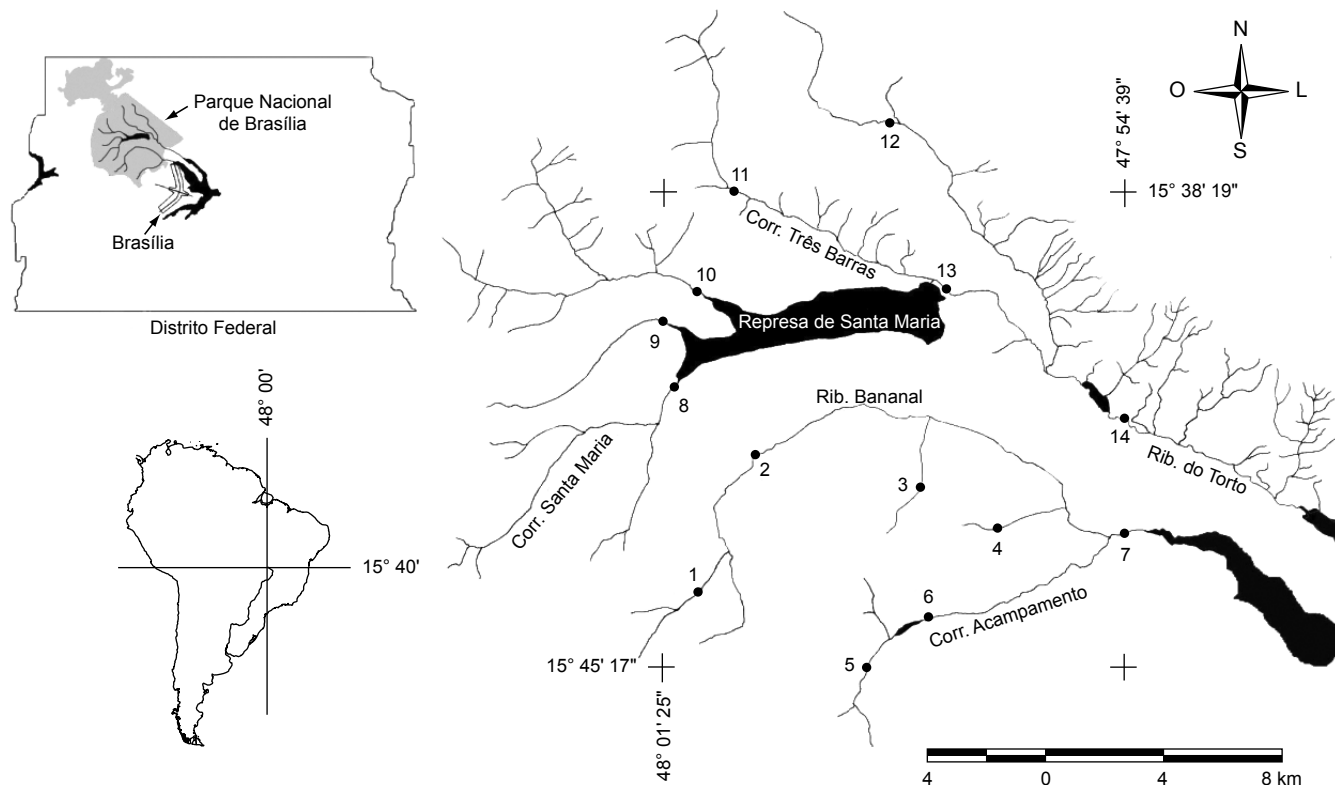 Parque Nacional
de Brasília
Brasília
Distrito Federal
48° 00'
15° 40'
N
O
L
S
47° 54' 39"
15° 38' 19"
12
11
Corr. Três Barras
13
10
Represa de Santa Maria
9
8
Rib. Bananal
14
Rib. do Torto
Corr. Santa Maria
2
3
4
7
1
6
Corr. Acampamento
5
15° 45' 17"
48° 01' 25"
4
0
4
8 km